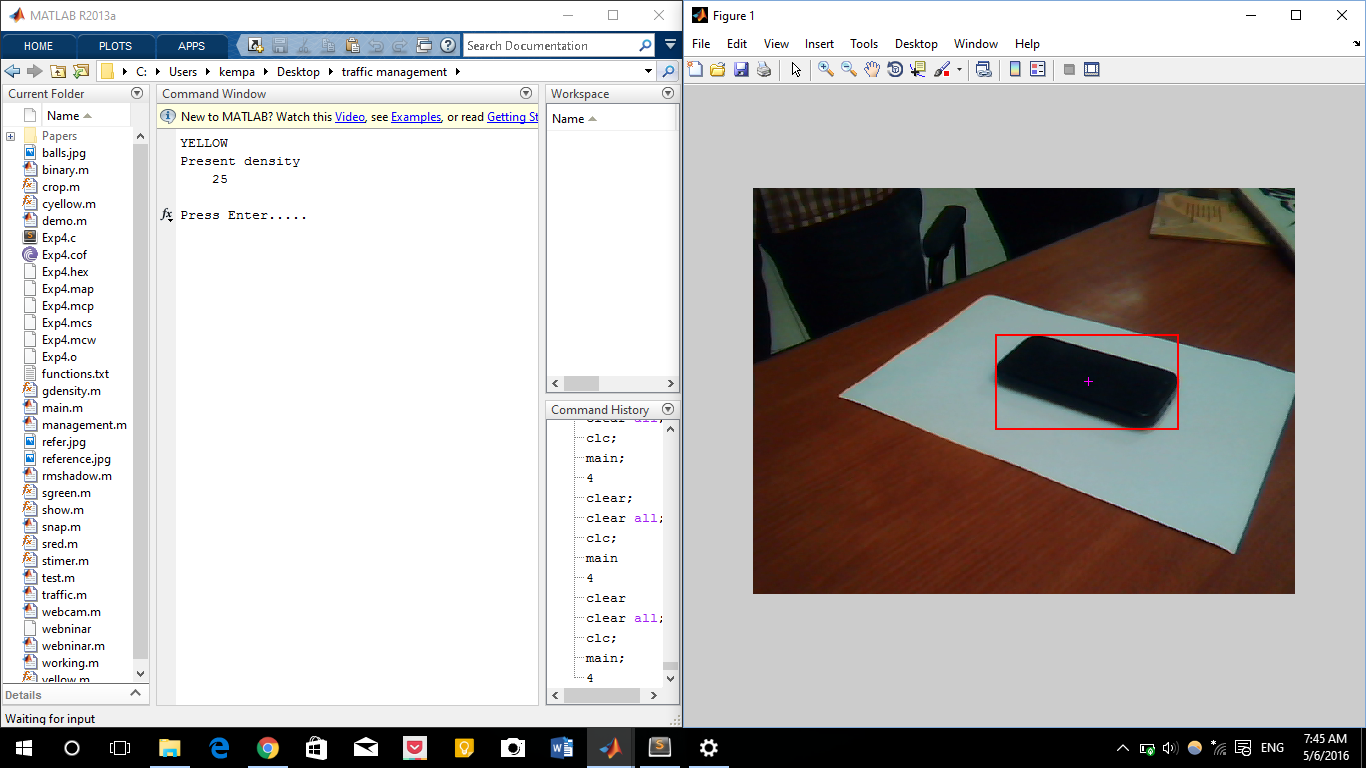 MATLAB R2013a
HOME
PLOTS
APPS
Search Documentation
C: Users kempa Desktop traffic management
Current Folder
Name
Papers
balls.jpg
binary.m
crop.m
cyellow.m
demo.m
Exp4.c
Exp4.cof
Exp4.hex
Exp4.map
Exp4.mcp
Exp4.mcs
Exp4.mcw
Exp4.o
functions.txt
gdensity.m
main.m
management.m
refer.jpg
reference.jpg
rmshadow.m
sgreen.m
show.m
snap.m
sred.m
stimer.m
test.m
traffic.m
webcam.m
webninar
webninar.m
working.m
yellow.m
Details
Waiting for input
Command Window
New to MATLAB? Watch this Video, see Examples, or read Getting St
YELLOW
Present density
25
fx Press Enter.....
Workspace
Name
Command History
clear all;
clc;
main;
4
clear;
clear all;
clc;
main
4
clear
clear all;
clc;
main;
4
Figure 1
File Edit View Insert Tools Desktop Window Help
ENG
7:45 AM
5/6/2016